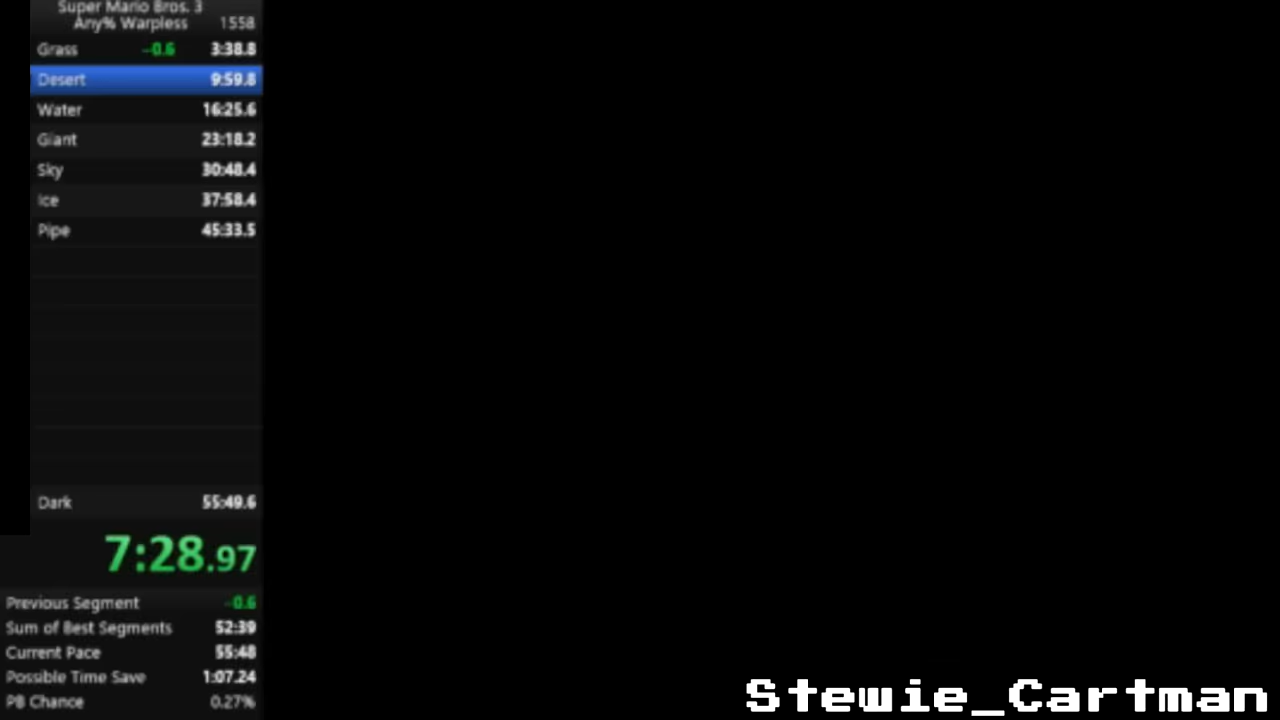 Super Mario Bros. 3
Any% Warpless 1558
Grass -0.6 3:38.8
Desert 9:59.8
Water 16:25.6
Giant 23:18.2
Sky 30:48.4
Ice 37:58.4
Pipe 45:33.5
Dark 55:49.6
7:28.97
Previous Segment -0.6
Sum of Best Segments 52:39
Current Pace 55:48
Possible Time Save 1:07.24
PB Chance 0.27%
Stewie_Cartman